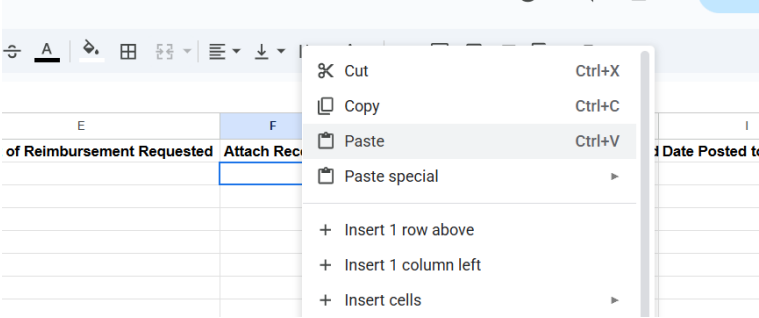 A
Cut Ctrl+X
Copy Ctrl+C
Paste Ctrl+V
Paste special
Insert 1 row above
Insert 1 column left
Insert cells
E F I
of Reimbursement Requested Attach Rec Date Posted to